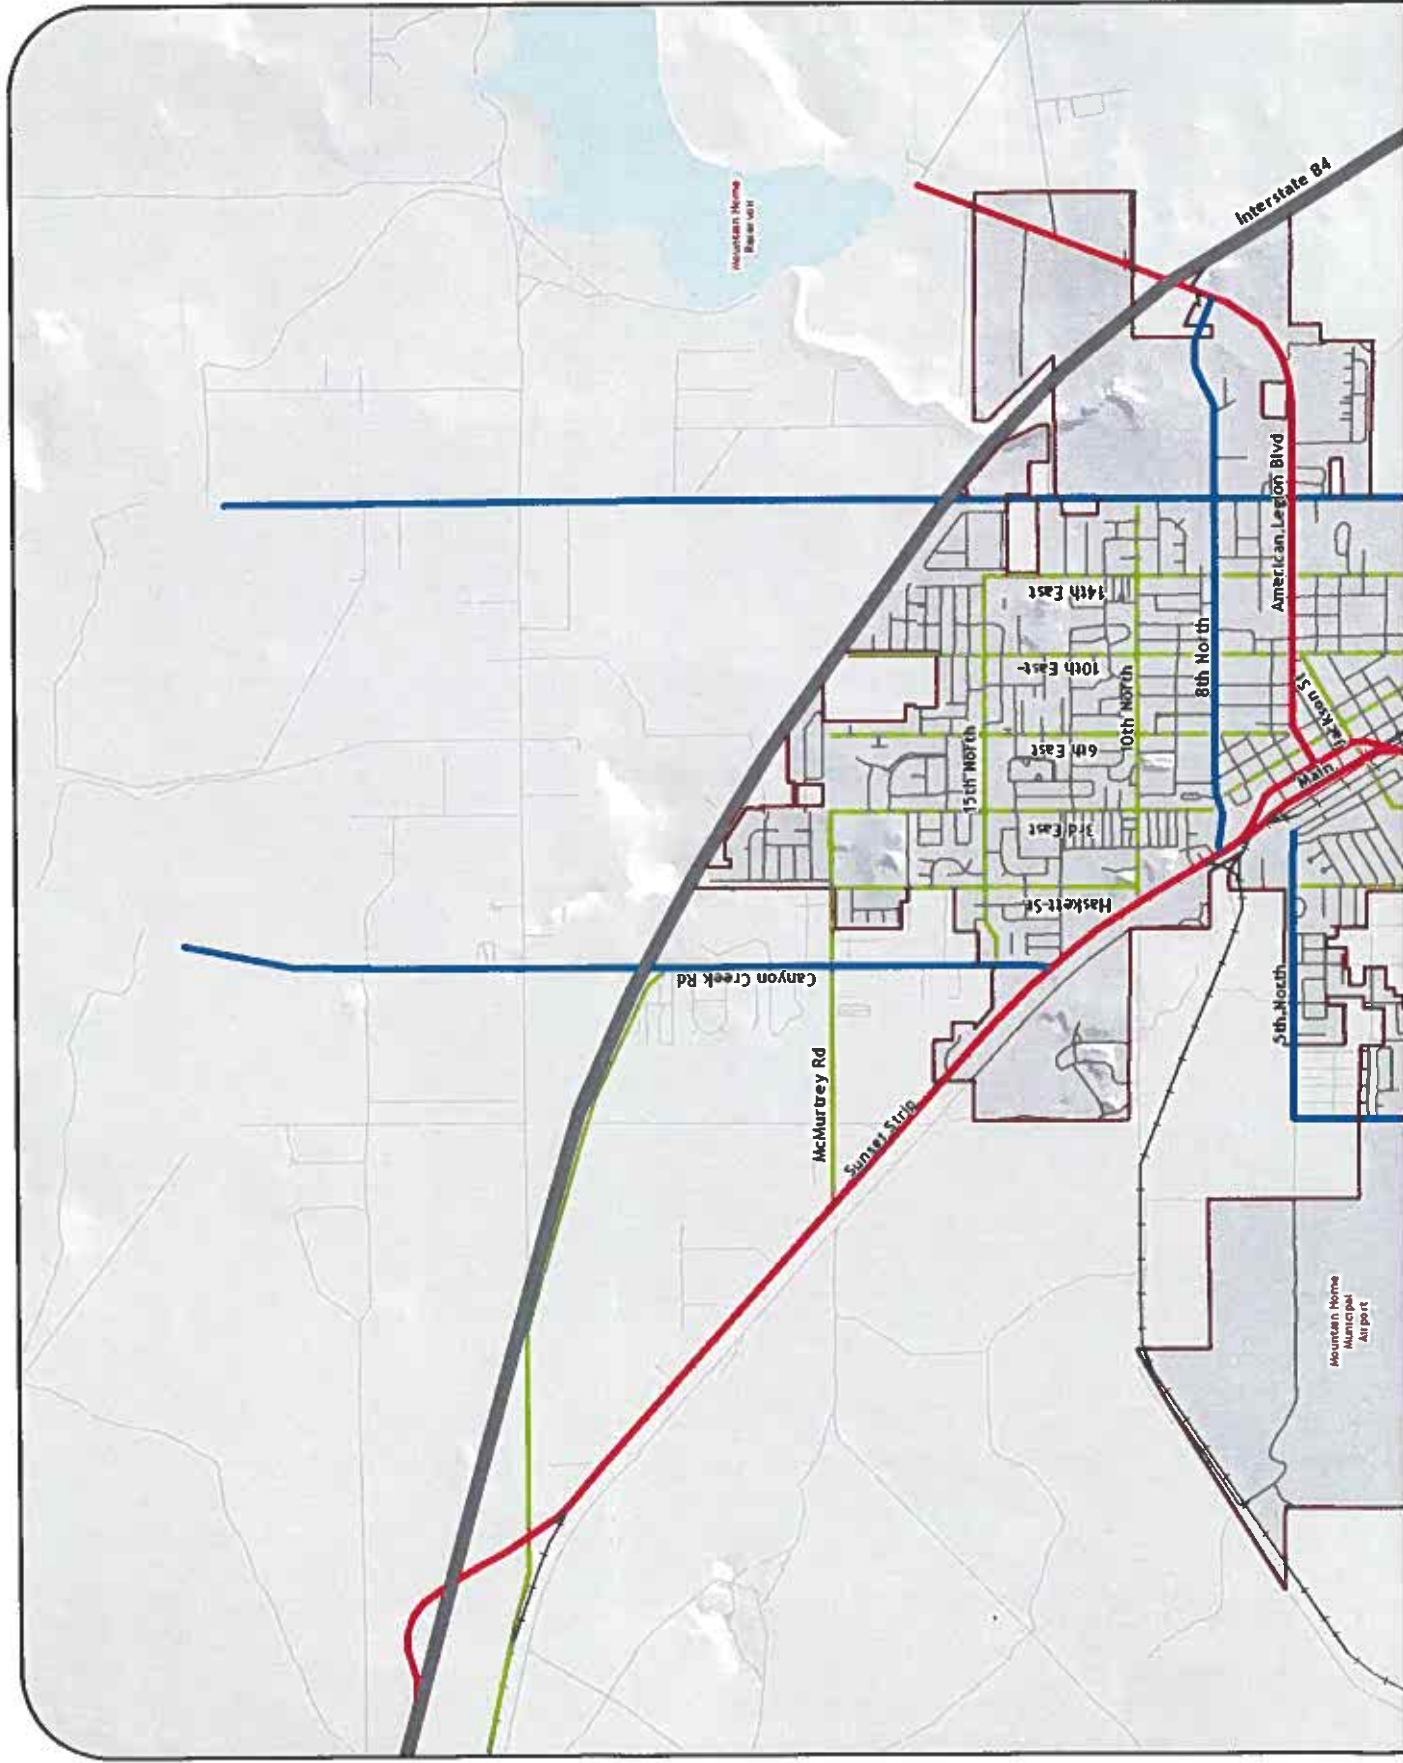 Mountain Home
Reservoir
Interstate 84
American Legion Blvd
14th East
10th East
8th North
10th North
Jackson St
6th East
15th North
Main
3rd East
Haskett St
Canyon Creek Rd
5th North
McMurtrey Rd
Sunset Strip
Mountain Home
Municipal
Airport